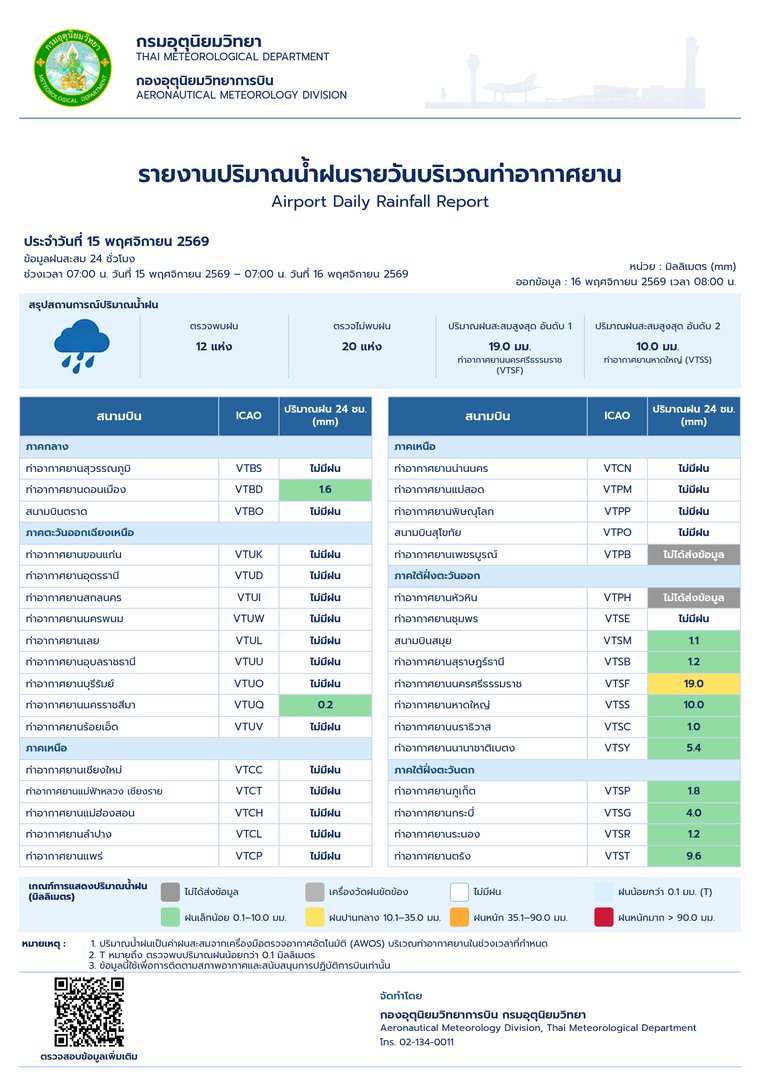 กรมอุตุนิยมวิทยา
THAI METEOROLOGICAL DEPARTMENT
กองอุตุนิยมวิทยาการบิน
AERONAUTICAL METEOROLOGY DIVISION
กรมอุตุนิยมวิทยา
METEOROLOGICAL DEPARTMENT
รายงานปริมาณน้ำฝนรายวันบริเวณท่าอากาศยาน
Airport Daily Rainfall Report
ประจำวันที่ 15 พฤศจิกายน 2569
ข้อมูลฝนสะสม 24 ชั่วโมง
ช่วงเวลา 07:00 น. วันที่ 15 พฤศจิกายน 2569 – 07:00 น. วันที่ 16 พฤศจิกายน 2569
หน่วย : มิลลิเมตร (mm)
ออกข้อมูล : 16 พฤศจิกายน 2569 เวลา 08:00 น.
สรุปสถานการณ์ปริมาณน้ำฝน
ตรวจพบฝน
12 แห่ง
ตรวจไม่พบฝน
20 แห่ง
ปริมาณฝนสะสมสูงสุด อันดับ 1
19.0 มม.
ท่าอากาศยานนครศรีธรรมราช
(VTSF)
ปริมาณฝนสะสมสูงสุด อันดับ 2
10.0 มม.
ท่าอากาศยานหาดใหญ่ (VTSS)
สนามบิน ICAO ปริมาณฝน 24 ชม. (mm)
ภาคกลาง
ท่าอากาศยานสุวรรณภูมิ VTBS ไม่มีฝน
ท่าอากาศยานดอนเมือง VTBD 1.6
สนามบินตราด VTBO ไม่มีฝน
ภาคตะวันออกเฉียงเหนือ
ท่าอากาศยานขอนแก่น VTUK ไม่มีฝน
ท่าอากาศยานอุดรธานี VTUD ไม่มีฝน
ท่าอากาศยานสกลนคร VTUI ไม่มีฝน
ท่าอากาศยานนครพนม VTUW ไม่มีฝน
ท่าอากาศยานเลย VTUL ไม่มีฝน
ท่าอากาศยานอุบลราชธานี VTUU ไม่มีฝน
ท่าอากาศยานบุรีรัมย์ VTUO ไม่มีฝน
ท่าอากาศยานนครราชสีมา VTUQ 0.2
ท่าอากาศยานร้อยเอ็ด VTUV ไม่มีฝน
ภาคเหนือ
ท่าอากาศยานเชียงใหม่ VTCC ไม่มีฝน
ท่าอากาศยานแม่ฟ้าหลวง เชียงราย VTCT ไม่มีฝน
ท่าอากาศยานแม่ฮ่องสอน VTCH ไม่มีฝน
ท่าอากาศยานลำปาง VTCL ไม่มีฝน
ท่าอากาศยานแพร่ VTCP ไม่มีฝน
สนามบิน ICAO ปริมาณฝน 24 ชม. (mm)
ภาคเหนือ
ท่าอากาศยานน่านนคร VTCN ไม่มีฝน
ท่าอากาศยานแม่สอด VTPM ไม่มีฝน
ท่าอากาศยานพิษณุโลก VTPP ไม่มีฝน
สนามบินสุโขทัย VTPO ไม่มีฝน
ท่าอากาศยานเพชรบูรณ์ VTPB ไม่ได้ส่งข้อมูล
ภาคใต้ฝั่งตะวันออก
ท่าอากาศยานหัวหิน VTPH ไม่ได้ส่งข้อมูล
ท่าอากาศยานชุมพร VTSE ไม่มีฝน
สนามบินสมุย VTSM 1.1
ท่าอากาศยานสุราษฎร์ธานี VTSB 1.2
ท่าอากาศยานนครศรีธรรมราช VTSF 19.0
ท่าอากาศยานหาดใหญ่ VTSS 10.0
ท่าอากาศยานนราธิวาส VTSC 1.0
ท่าอากาศยานนานาชาติเบตง VTSY 5.4
ภาคใต้ฝั่งตะวันตก
ท่าอากาศยานภูเก็ต VTSP 1.8
ท่าอากาศยานกระบี่ VTSG 4.0
ท่าอากาศยานระนอง VTSR 1.2
ท่าอากาศยานตรัง VTST 9.6
เกณฑ์การแสดงปริมาณน้ำฝน
(มิลลิเมตร)
ไม่ได้ส่งข้อมูล เครื่องวัดฝนขัดข้อง ไม่มีฝน ฝนน้อยกว่า 0.1 มม. (T)
ฝนเล็กน้อย 0.1–10.0 มม. ฝนปานกลาง 10.1–35.0 มม. ฝนหนัก 35.1–90.0 มม. ฝนหนักมาก > 90.0 มม.
หมายเหตุ : 1. ปริมาณน้ำฝนเป็นค่าฝนสะสมจากเครื่องมือตรวจอากาศอัตโนมัติ (AWOS) บริเวณท่าอากาศยานในช่วงเวลาที่กำหนด
2. T หมายถึง ตรวจพบปริมาณฝนน้อยกว่า 0.1 มิลลิเมตร
3. ข้อมูลนี้ใช้เพื่อการติดตามสภาพอากาศและสนับสนุนการปฏิบัติการบินเท่านั้น
ตรวจสอบข้อมูลเพิ่มเติม
จัดทำโดย
กองอุตุนิยมวิทยาการบิน กรมอุตุนิยมวิทยา
Aeronautical Meteorology Division, Thai Meteorological Department
โทร. 02-134-0011